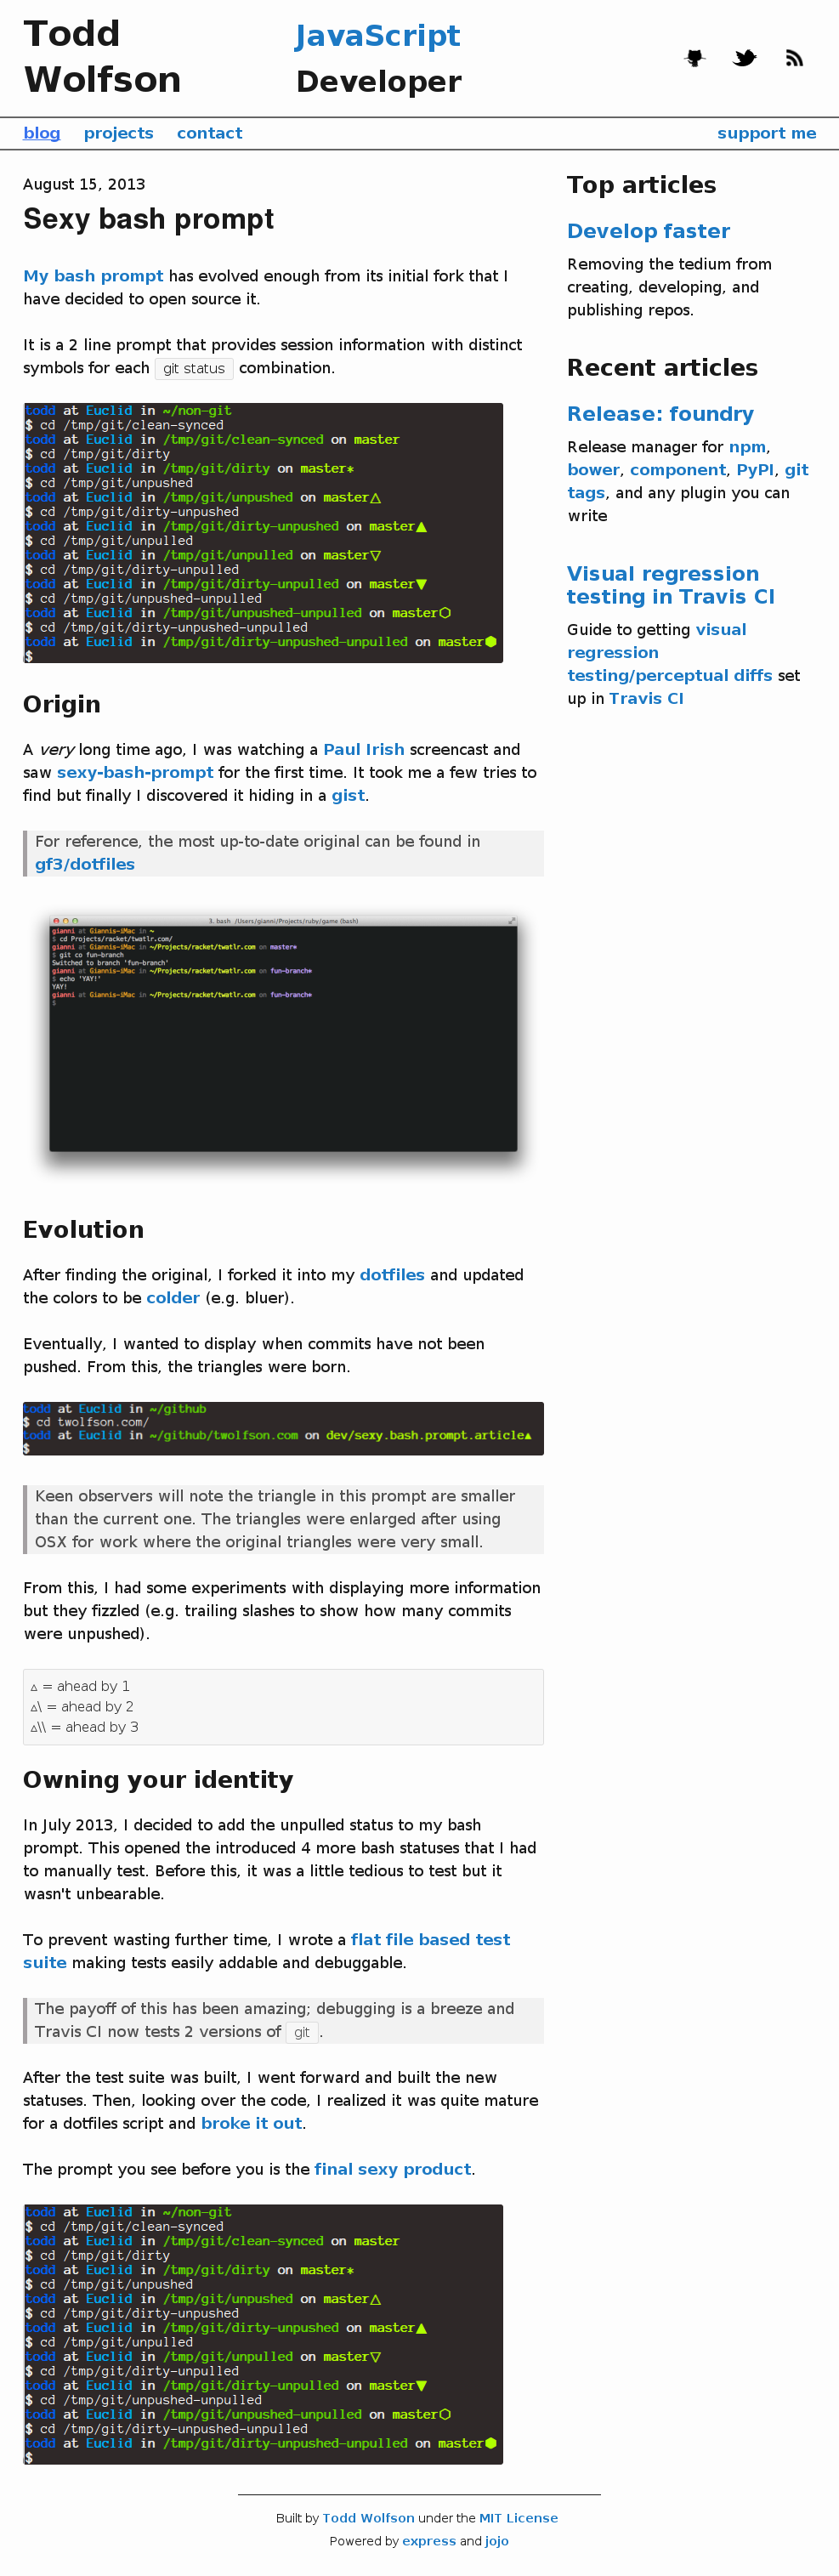 Todd
Wolfson
JavaScript
Developer
blog projects contact support me
August 15, 2013
Sexy bash prompt
My bash prompt has evolved enough from its initial fork that I
have decided to open source it.
It is a 2 line prompt that provides session information with distinct
symbols for each git status combination.
todd at Euclid in ~/non-git
$ cd /tmp/git/clean-synced
todd at Euclid in /tmp/git/clean-synced on master
$ cd /tmp/git/dirty
todd at Euclid in /tmp/git/dirty on master*
$ cd /tmp/git/unpushed
todd at Euclid in /tmp/git/unpushed on master△
$ cd /tmp/git/dirty-unpushed
todd at Euclid in /tmp/git/dirty-unpushed on master▲
$ cd /tmp/git/unpulled
todd at Euclid in /tmp/git/unpulled on master▽
$ cd /tmp/git/dirty-unpulled
todd at Euclid in /tmp/git/dirty-unpulled on master▼
$ cd /tmp/git/unpushed-unpulled
todd at Euclid in /tmp/git/unpushed-unpulled on master⬡
$ cd /tmp/git/dirty-unpushed-unpulled
todd at Euclid in /tmp/git/dirty-unpushed-unpulled on master⬢
$
Origin
A very long time ago, I was watching a Paul Irish screencast and
saw sexy-bash-prompt for the first time. It took me a few tries to
find but finally I discovered it hiding in a gist.
For reference, the most up-to-date original can be found in
gf3/dotfiles
3. bash /Users/gianni/Projects/ruby/game (bash)
gianni at Giannis-iMac in ~
$ cd Projects/racket/twatlr.com/
gianni at Giannis-iMac in ~/Projects/racket/twatlr.com on master*
$ git co fun-branch
Switched to branch 'fun-branch'
gianni at Giannis-iMac in ~/Projects/racket/twatlr.com on fun-branch*
$ echo 'YAY!'
YAY!
gianni at Giannis-iMac in ~/Projects/racket/twatlr.com on fun-branch*
$
Evolution
After finding the original, I forked it into my dotfiles and updated
the colors to be colder (e.g. bluer).
Eventually, I wanted to display when commits have not been
pushed. From this, the triangles were born.
todd at Euclid in ~/github
$ cd twolfson.com/
todd at Euclid in ~/github/twolfson.com on dev/sexy.bash.prompt.article▲
$
Keen observers will note the triangle in this prompt are smaller
than the current one. The triangles were enlarged after using
OSX for work where the original triangles were very small.
From this, I had some experiments with displaying more information
but they fizzled (e.g. trailing slashes to show how many commits
were unpushed).
▵ = ahead by 1
▵\ = ahead by 2
▵\\ = ahead by 3
Owning your identity
In July 2013, I decided to add the unpulled status to my bash
prompt. This opened the introduced 4 more bash statuses that I had
to manually test. Before this, it was a little tedious to test but it
wasn't unbearable.
To prevent wasting further time, I wrote a flat file based test
suite making tests easily addable and debuggable.
The payoff of this has been amazing; debugging is a breeze and
Travis CI now tests 2 versions of git.
After the test suite was built, I went forward and built the new
statuses. Then, looking over the code, I realized it was quite mature
for a dotfiles script and broke it out.
The prompt you see before you is the final sexy product.
todd at Euclid in ~/non-git
$ cd /tmp/git/clean-synced
todd at Euclid in /tmp/git/clean-synced on master
$ cd /tmp/git/dirty
todd at Euclid in /tmp/git/dirty on master*
$ cd /tmp/git/unpushed
todd at Euclid in /tmp/git/unpushed on master△
$ cd /tmp/git/dirty-unpushed
todd at Euclid in /tmp/git/dirty-unpushed on master▲
$ cd /tmp/git/unpulled
todd at Euclid in /tmp/git/unpulled on master▽
$ cd /tmp/git/dirty-unpulled
todd at Euclid in /tmp/git/dirty-unpulled on master▼
$ cd /tmp/git/unpushed-unpulled
todd at Euclid in /tmp/git/unpushed-unpulled on master⬡
$ cd /tmp/git/dirty-unpushed-unpulled
todd at Euclid in /tmp/git/dirty-unpushed-unpulled on master⬢
$
Top articles
Develop faster
Removing the tedium from
creating, developing, and
publishing repos.
Recent articles
Release: foundry
Release manager for npm,
bower, component, PyPI, git
tags, and any plugin you can
write
Visual regression
testing in Travis CI
Guide to getting visual
regression
testing/perceptual diffs set
up in Travis CI
Built by Todd Wolfson under the MIT License
Powered by express and jojo